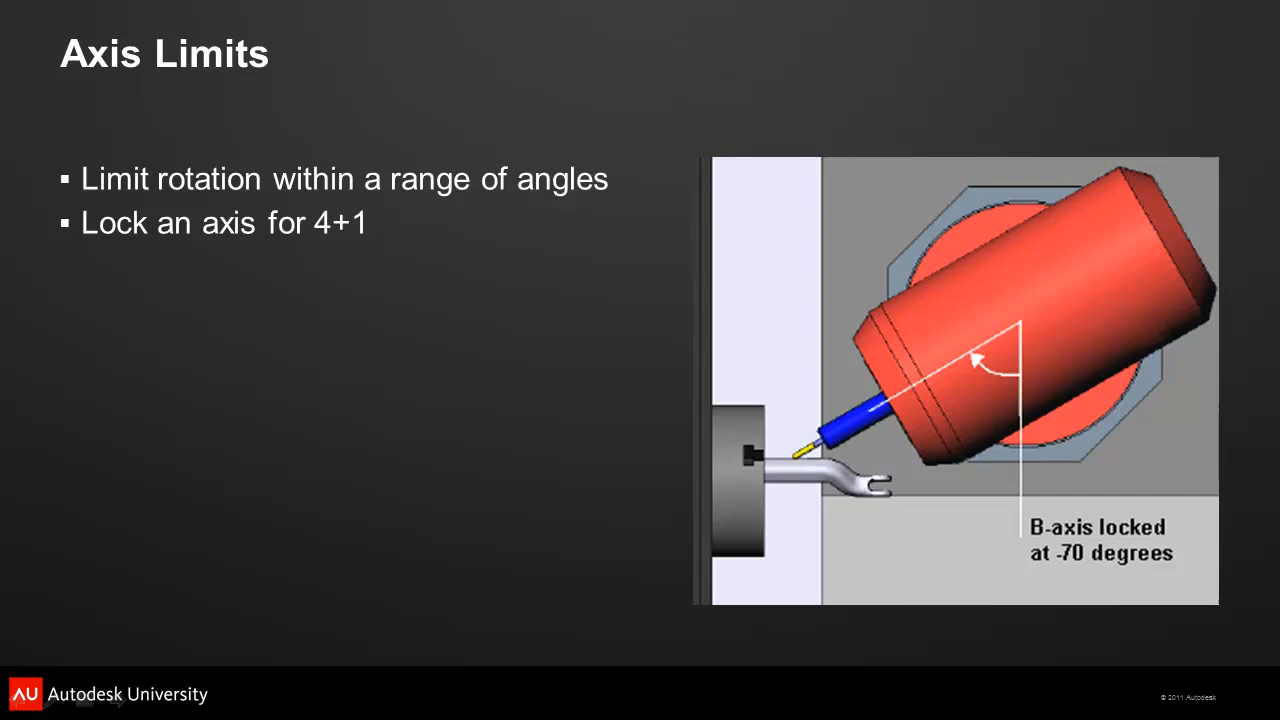 Axis Limits
▪ Limit rotation within a range of angles
▪ Lock an axis for 4+1
B-axis locked
at -70 degrees
AU Autodesk University
© 2011 Autodesk